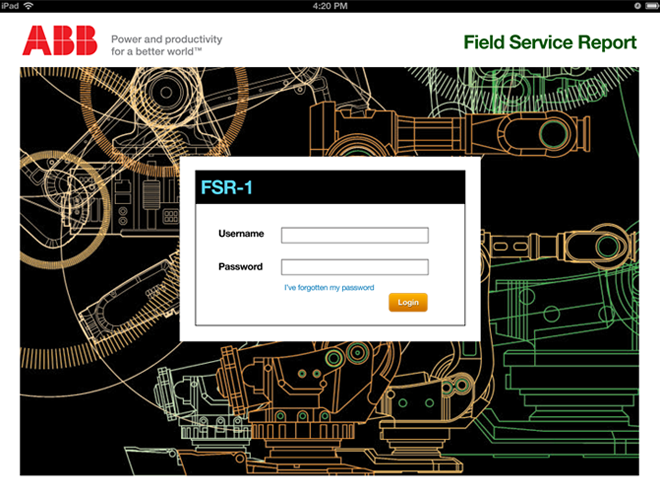 iPad 4:20 PM
ABB Power and productivity
for a better world™
Field Service Report
FSR-1
Username
Password
I've forgotten my password
Login